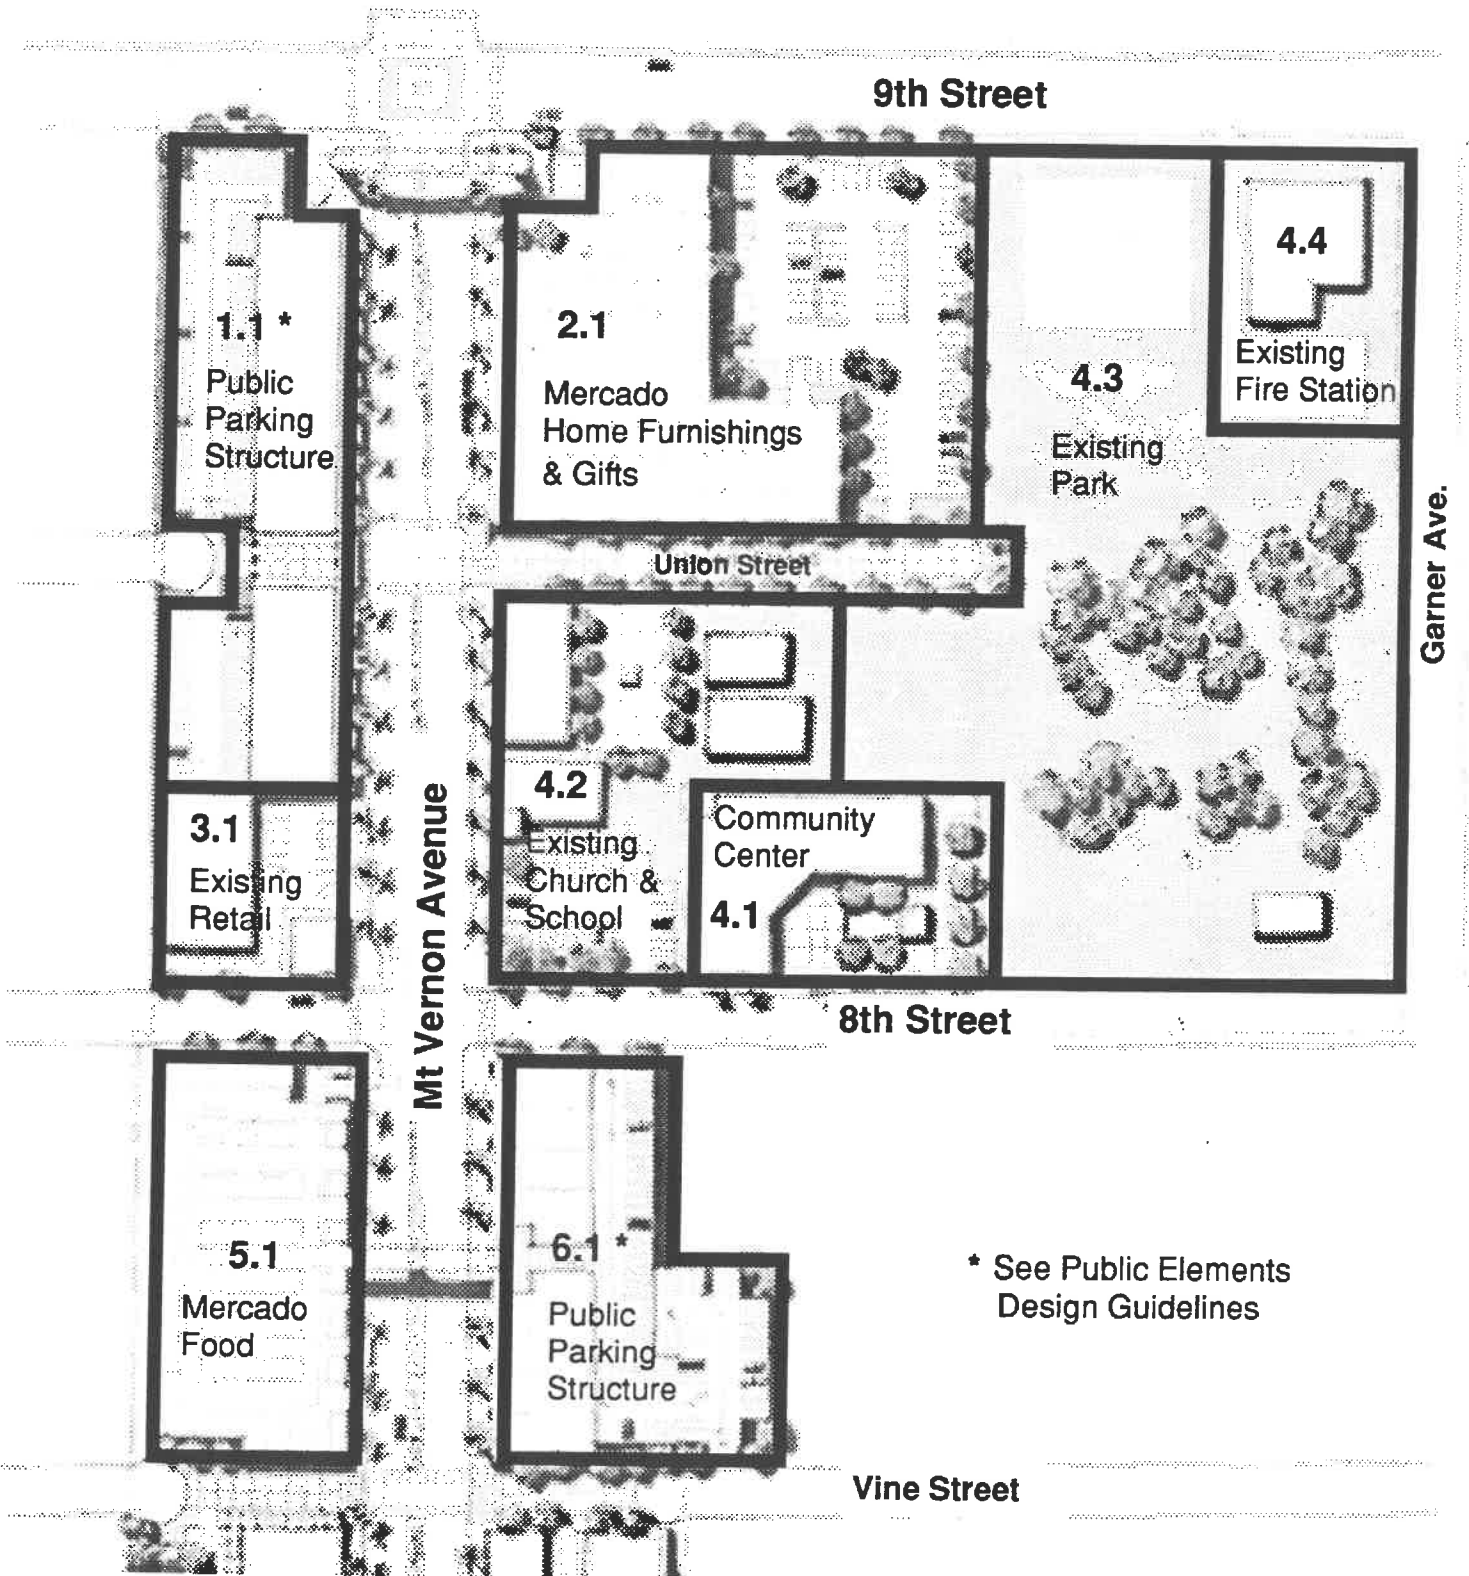 9th Street
4.4
Existing
Fire Station
1.1 *
Public
Parking
Structure
2.1
Mercado
Home Furnishings
& Gifts
4.3
Existing
Park
Garner Ave.
Union Street
4.2
Existing
Church &
School
Community
Center
4.1
3.1
Existing
Retail
Mt Vernon Avenue
8th Street
5.1
Mercado
Food
6.1 *
Public
Parking
Structure
* See Public Elements
Design Guidelines
Vine Street